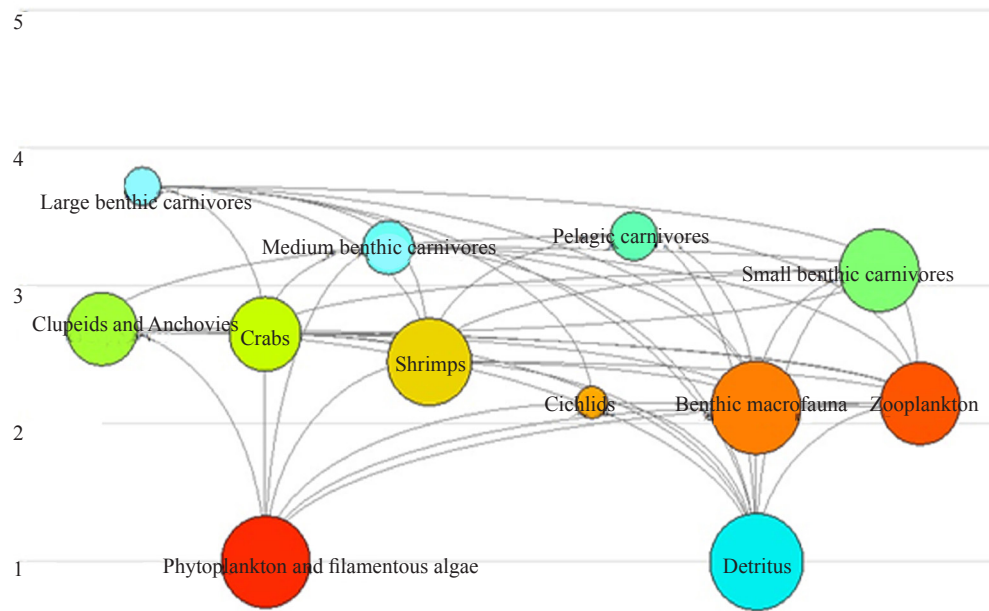 5
4
Large benthic carnivores
Medium benthic carnivores
Pelagic carnivores
Small benthic carnivores
3
Clupeids and Anchovies
Crabs
Shrimps
Cichlids
Benthic macrofauna
Zooplankton
2
1
Phytoplankton and filamentous algae
Detritus